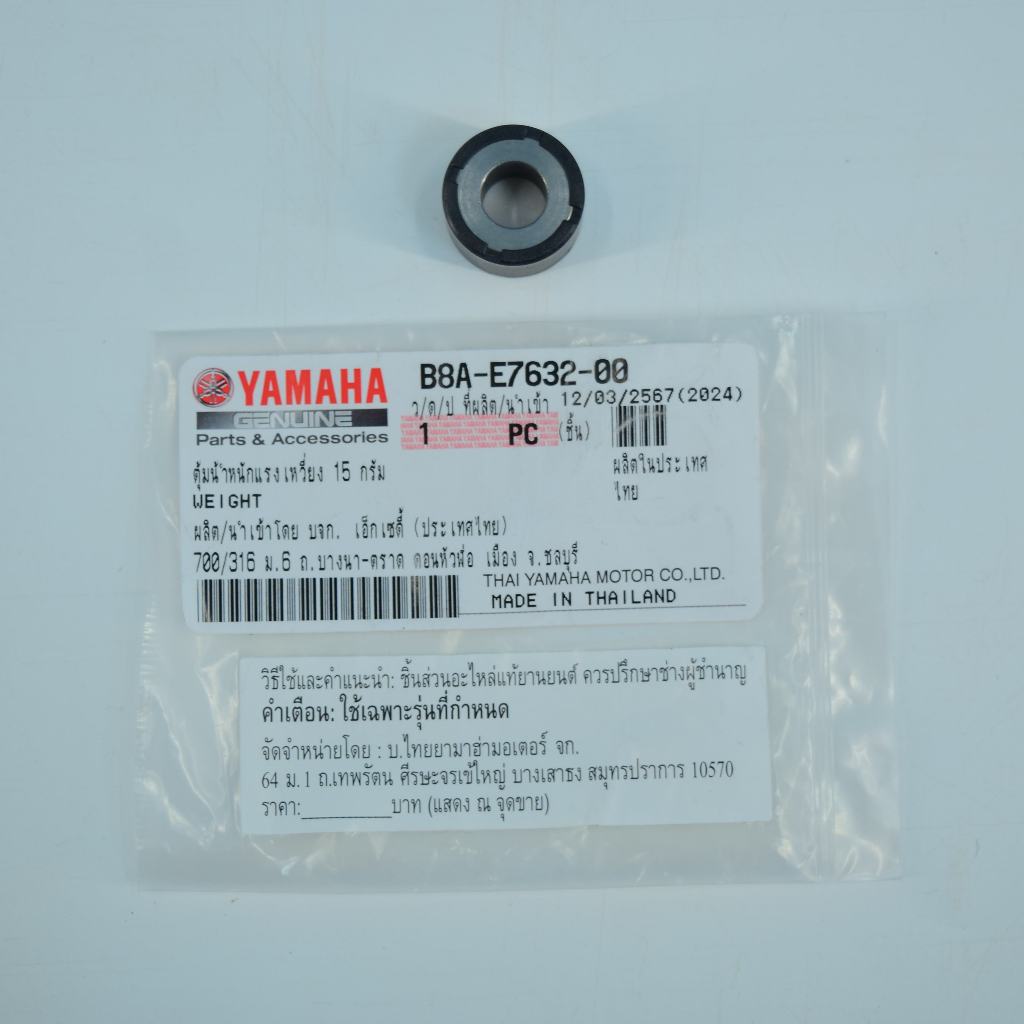 YAMAHA
GENUINE
Parts & Accessories
B8A-E7632-00
ว/ด/ป ที่ผลิต/นำเข้า 12/03/2567(2024)
1 PC (ชิ้น)
ตุ้มน้ำหนักแรงเหวี่ยง 15 กรัม
WEIGHT
ผลิตในประเทศ
ไทย
ผลิต/นำเข้าโดย บจก. เอ็กเซดี้ (ประเทศไทย)
700/316 ม.6 ถ.บางนา-ตราด ดอนหัวฬ่อ เมือง จ.ชลบุรี
THAI YAMAHA MOTOR CO.,LTD.
MADE IN THAILAND
วิธีใช้และคำแนะนำ: ชิ้นส่วนอะไหล่แท้ยานยนต์ ควรปรึกษาช่างผู้ชำนาญ
คำเตือน: ใช้เฉพาะรุ่นที่กำหนด
จัดจำหน่ายโดย : บ.ไทยยามาฮ่ามอเตอร์ จก.
64 ม.1 ถ.เทพรัตน ศีรษะจรเข้ใหญ่ บางเสาธง สมุทรปราการ 10570
ราคา:__________บาท (แสดง ณ จุดขาย)